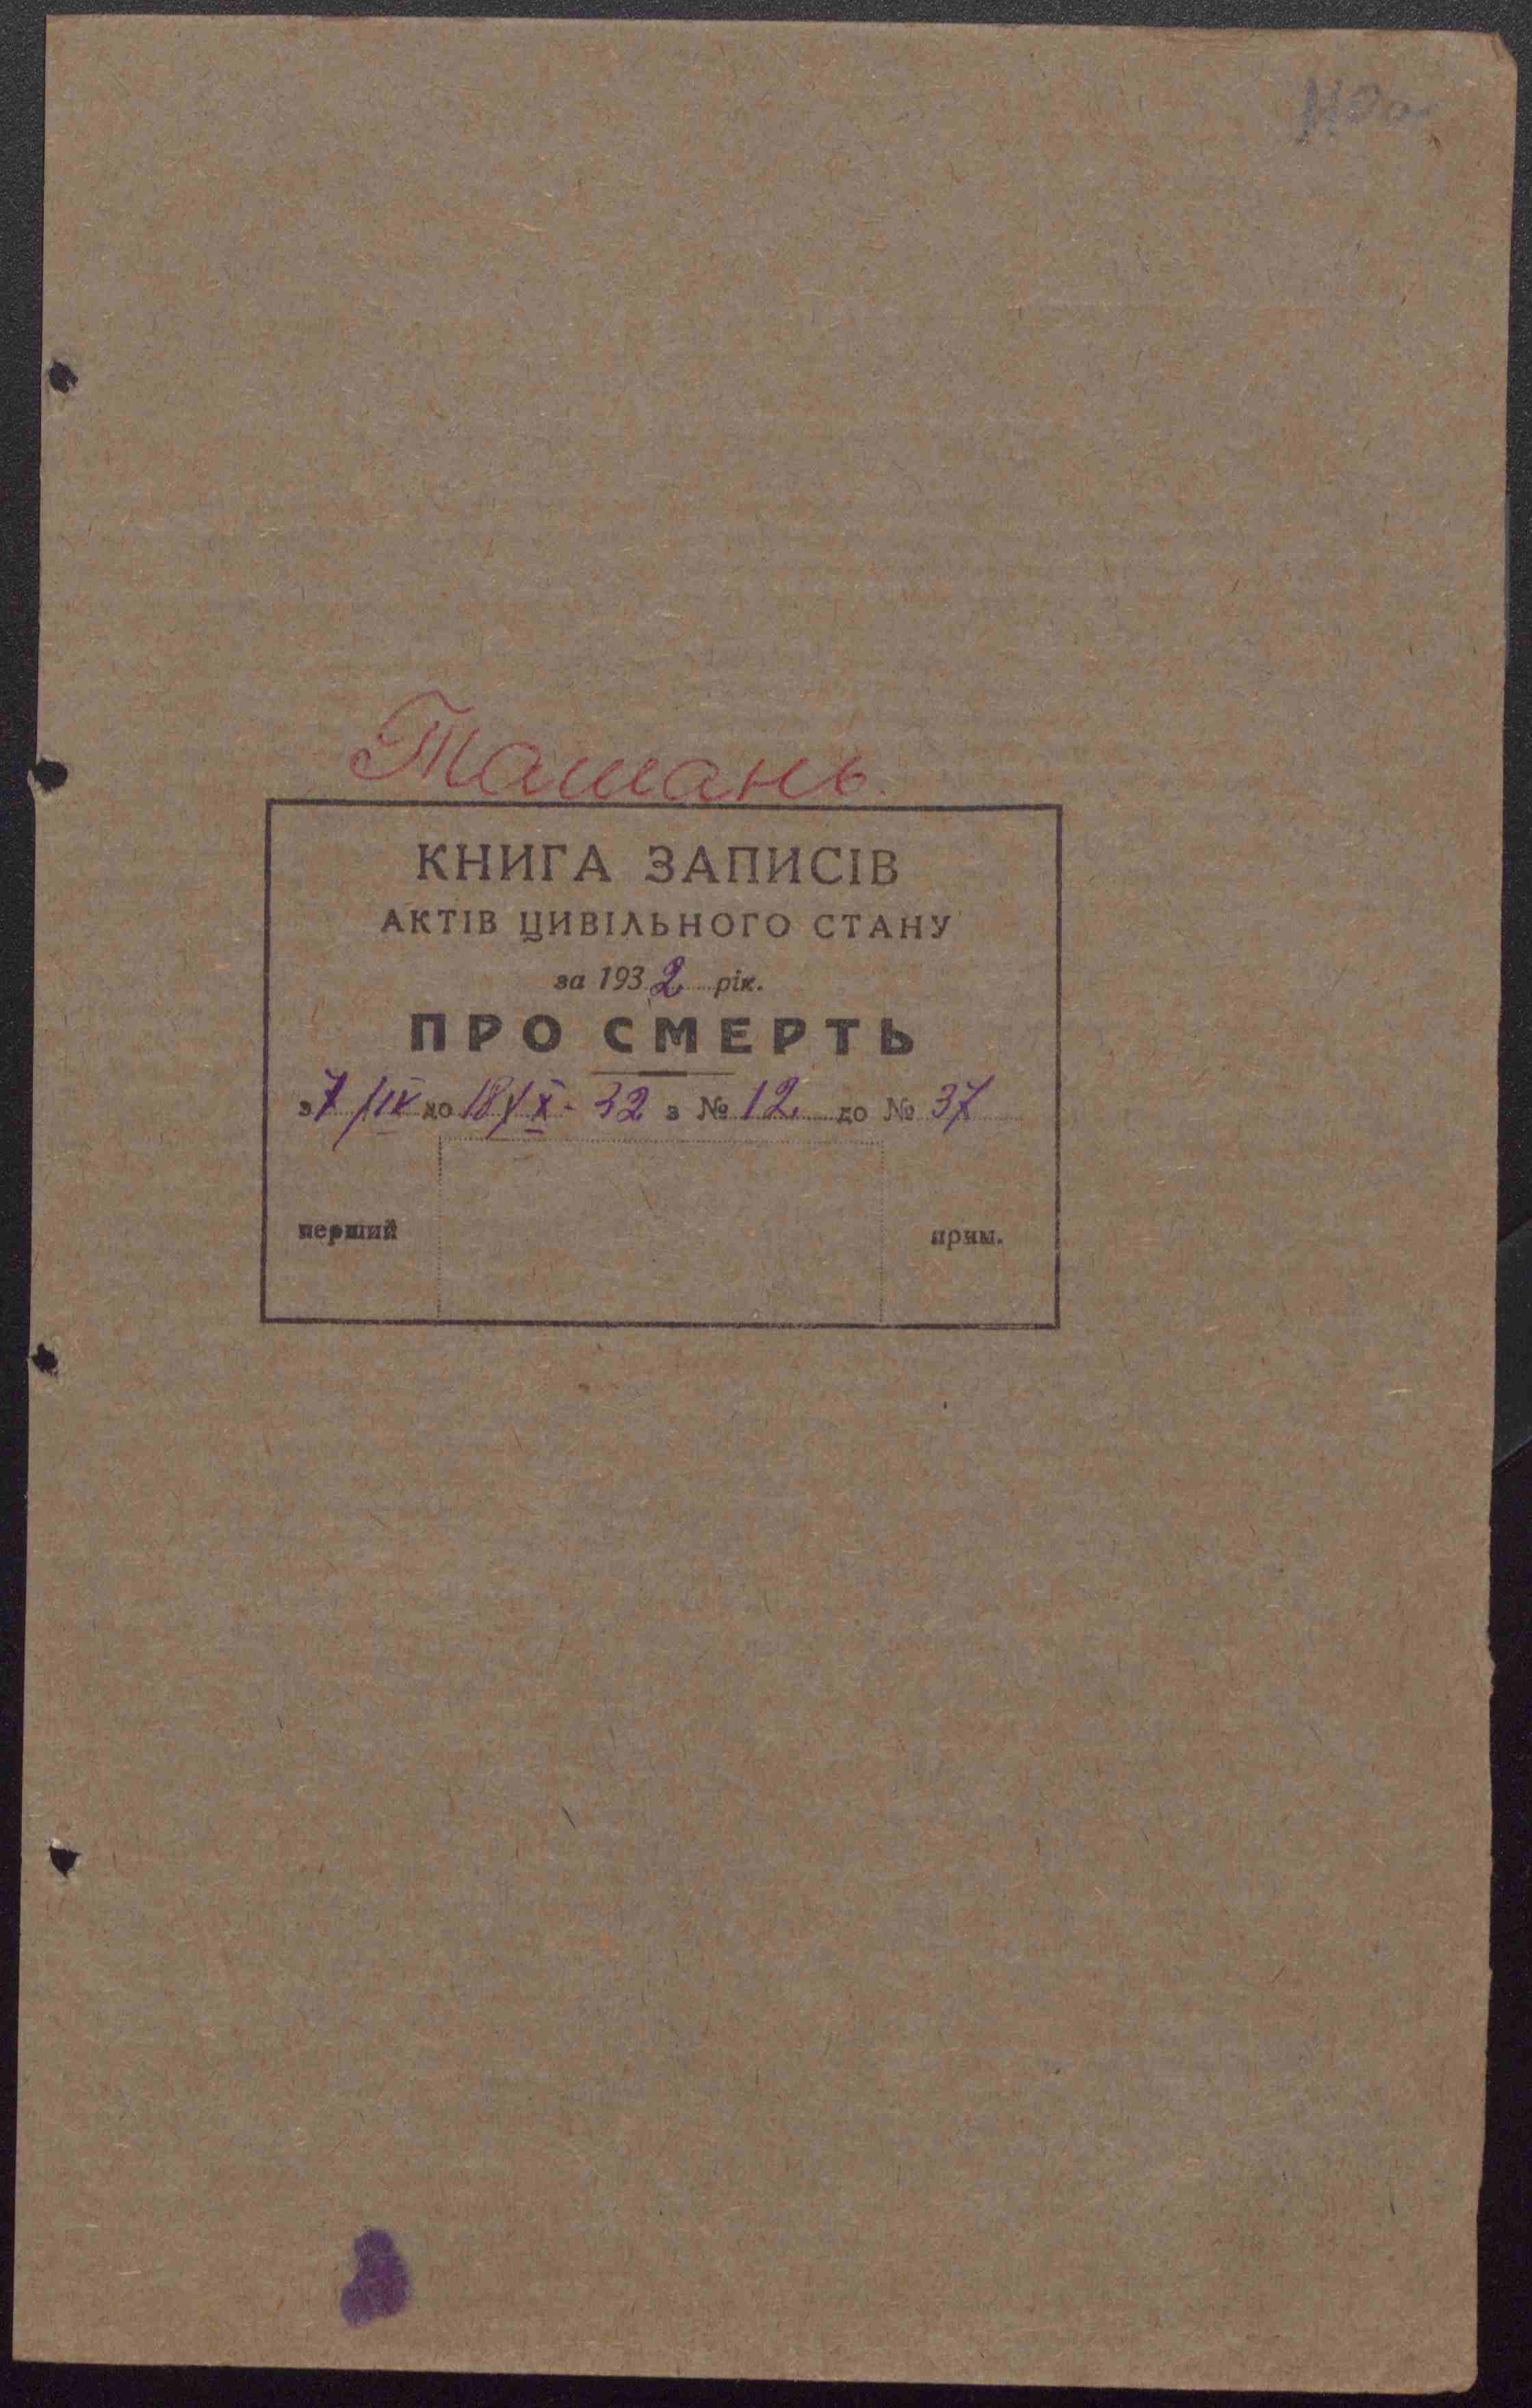 Ташань.
КНИГА ЗАПИСІВ
АКТІВ ЦИВІЛЬНОГО СТАНУ
за 1932 рік.
ПРО СМЕРТЬ
з 7/IX до 18/X-32 з № 12 до № 37
перший прим.